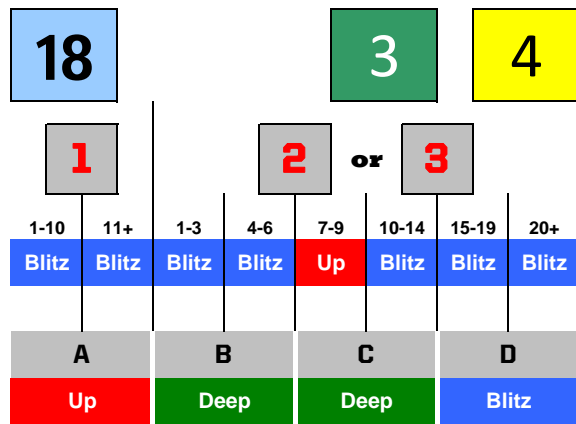 18 3 4
1 2 or 3
1-10 11+ 1-3 4-6 7-9 10-14 15-19 20+
Blitz Blitz Blitz Blitz Up Blitz Blitz Blitz
A B C D
Up Deep Deep Blitz